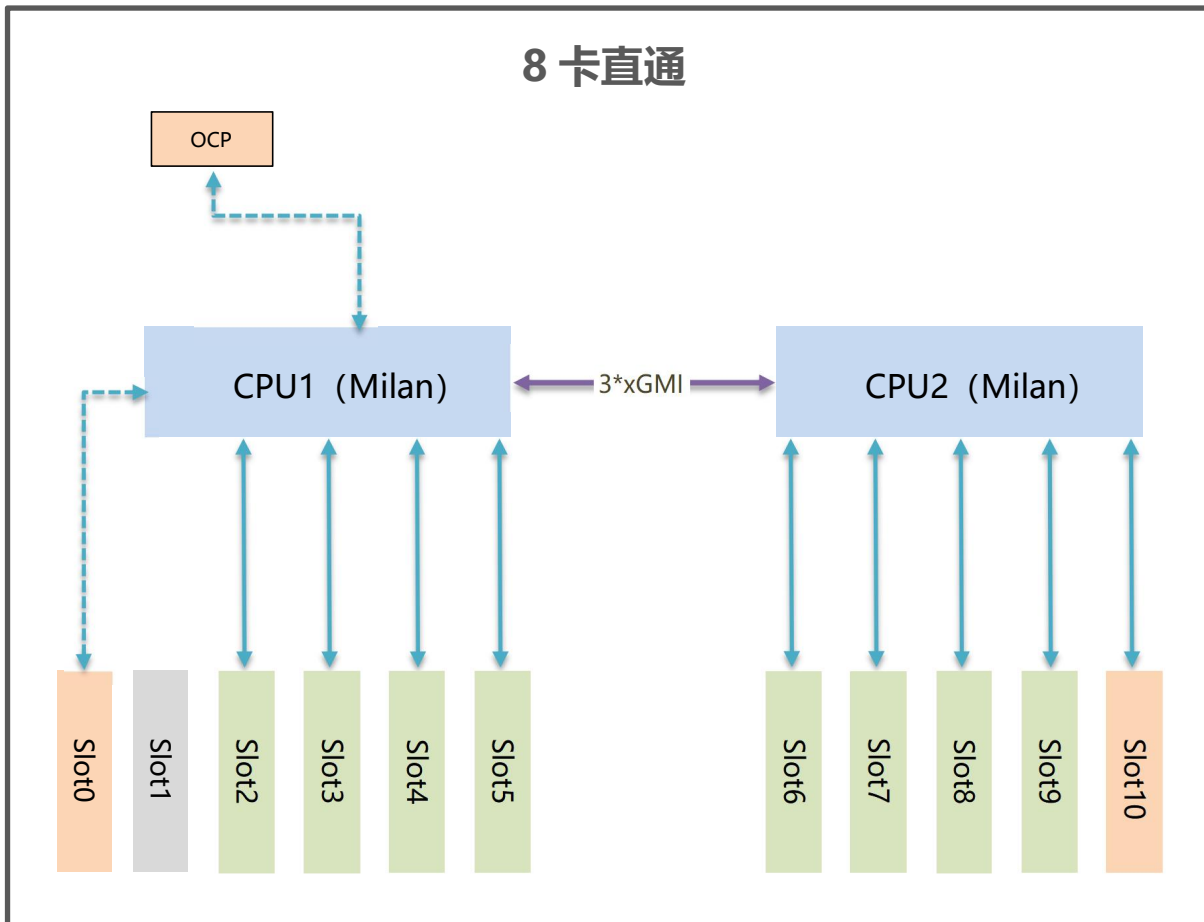 8 卡直通
OCP
CPU1（Milan）
3*xGMI
CPU2（Milan）
Slot0
Slot1
Slot2
Slot3
Slot4
Slot5
Slot6
Slot7
Slot8
Slot9
Slot10